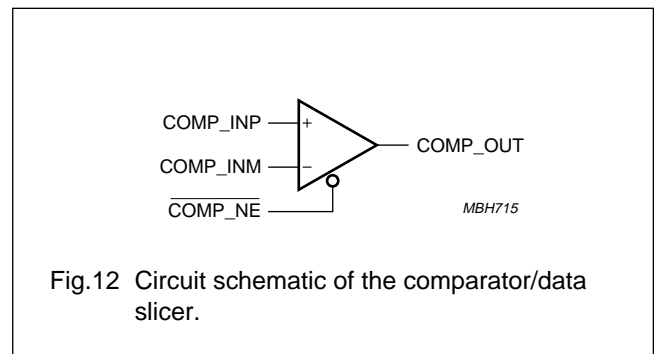 COMP_INP
+
COMP_OUT
COMP_INM
−
COMP_NE
MBH715
Fig.12 Circuit schematic of the comparator/data
slicer.